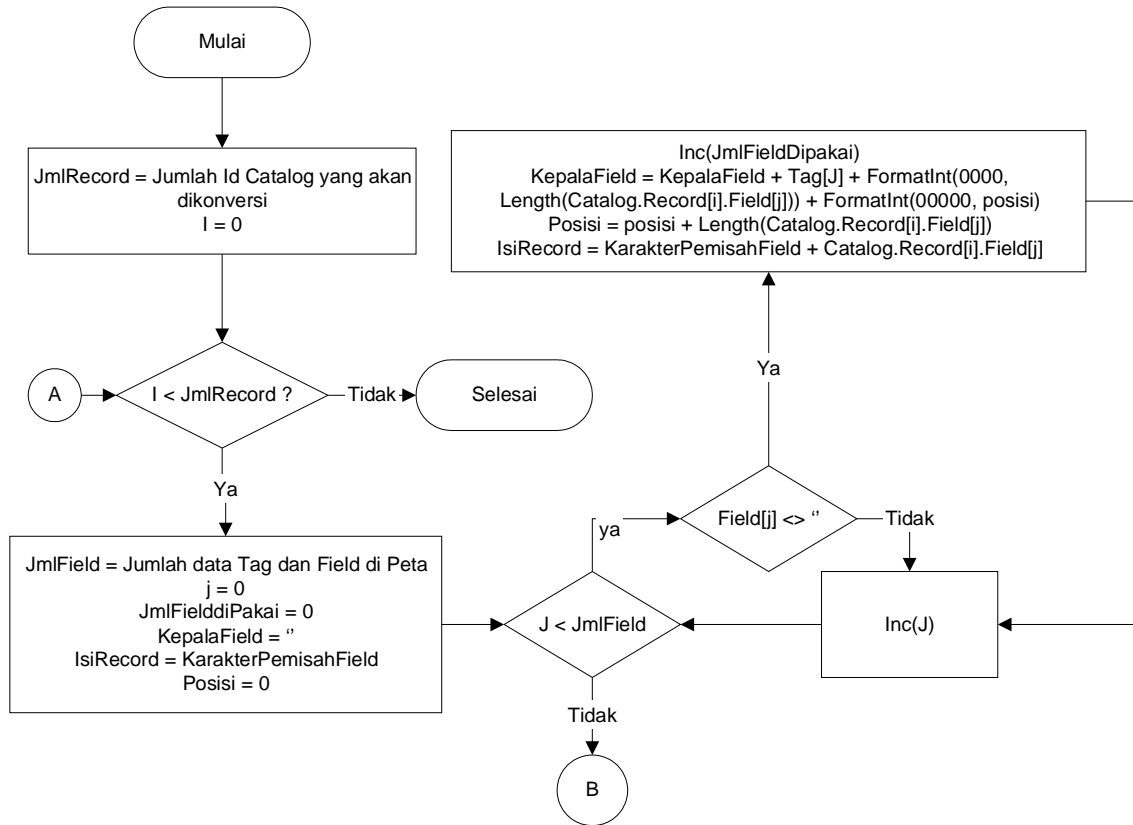 Mulai
JmlRecord = Jumlah Id Catalog yang akan
dikonversi
I = 0
A
I < JmlRecord ?
Tidak
Selesai
Ya
JmlField = Jumlah data Tag dan Field di Peta
j = 0
JmlFielddiPakai = 0
KepalaField = ‘’
IsiRecord = KarakterPemisahField
Posisi = 0
J < JmlField
ya
Tidak
B
Field[j] <> ‘’
Tidak
Inc(J)
Ya
Inc(JmlFieldDipakai)
KepalaField = KepalaField + Tag[J] + FormatInt(0000,
Length(Catalog.Record[i].Field[j])) + FormatInt(00000, posisi)
Posisi = posisi + Length(Catalog.Record[i].Field[j])
IsiRecord = KarakterPemisahField + Catalog.Record[i].Field[j]